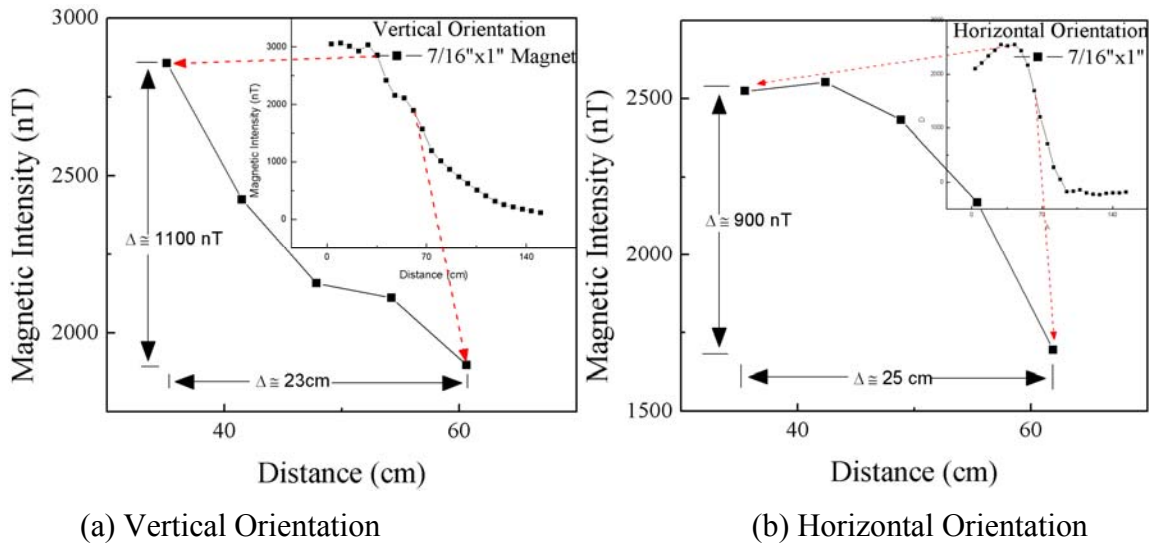 3000
2500
2000
Magnetic Intensity (nT)
40
60
Distance (cm)
Δ ≅ 1100 nT
Δ ≅ 23cm
Vertical Orientation
7/16"x1" Magnet
3000
2000
1000
0
Magnetic Intensity (nT)
0
70
140
Distance (cm)
(a) Vertical Orientation
3000
2500
2000
1500
Magnetic Intensity (nT)
40
60
Distance (cm)
Δ ≅ 900 nT
Δ ≅ 25 cm
Horizontal Orientation
7/16"x1"
2500
1500
0
D
0
70
140
(b) Horizontal Orientation